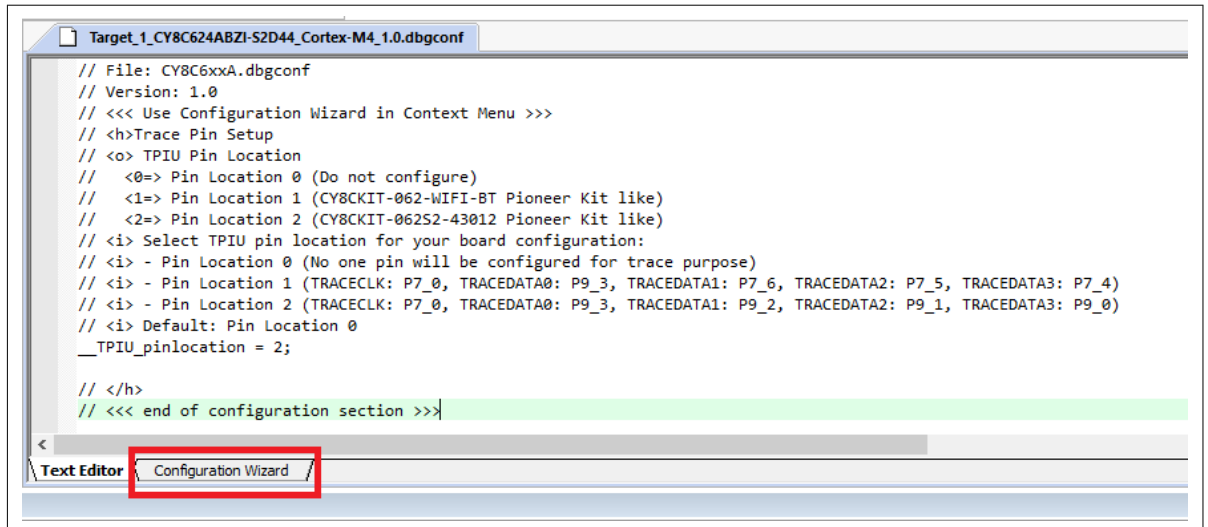 Target_1_CY8C624ABZI-S2D44_Cortex-M4_1.0.dbgconf
// File: CY8C6xxA.dbgconf
// Version: 1.0
// <<< Use Configuration Wizard in Context Menu >>>
// <h>Trace Pin Setup
// <o> TPIU Pin Location
//   <0=> Pin Location 0 (Do not configure)
//   <1=> Pin Location 1 (CY8CKIT-062-WIFI-BT Pioneer Kit like)
//   <2=> Pin Location 2 (CY8CKIT-062S2-43012 Pioneer Kit like)
// <i> Select TPIU pin location for your board configuration:
// <i> - Pin Location 0 (No one pin will be configured for trace purpose)
// <i> - Pin Location 1 (TRACECLK: P7_0, TRACEDATA0: P9_3, TRACEDATA1: P7_6, TRACEDATA2: P7_5, TRACEDATA3: P7_4)
// <i> - Pin Location 2 (TRACECLK: P7_0, TRACEDATA0: P9_3, TRACEDATA1: P9_2, TRACEDATA2: P9_1, TRACEDATA3: P9_0)
// <i> Default: Pin Location 0
__TPIU_pinlocation = 2;
// </h>
// <<< end of configuration section >>>
Text Editor Configuration Wizard